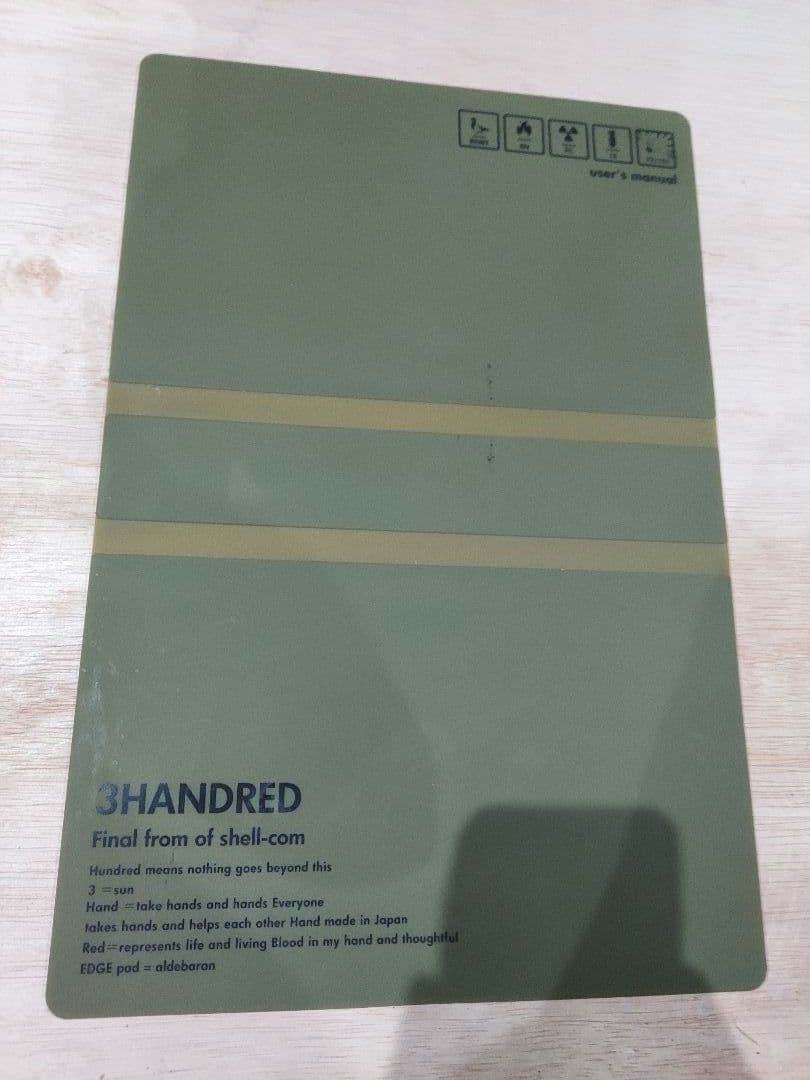 user's manual
3HANDRED
Final from of shell-com
Hundred means nothing goes beyond this
3 =sun
Hand =take hands and hands Everyone
takes hands and helps each other Hand made in Japan
Red=represents life and living Blood in my hand and thoughtful
EDGE pad = aldebaran